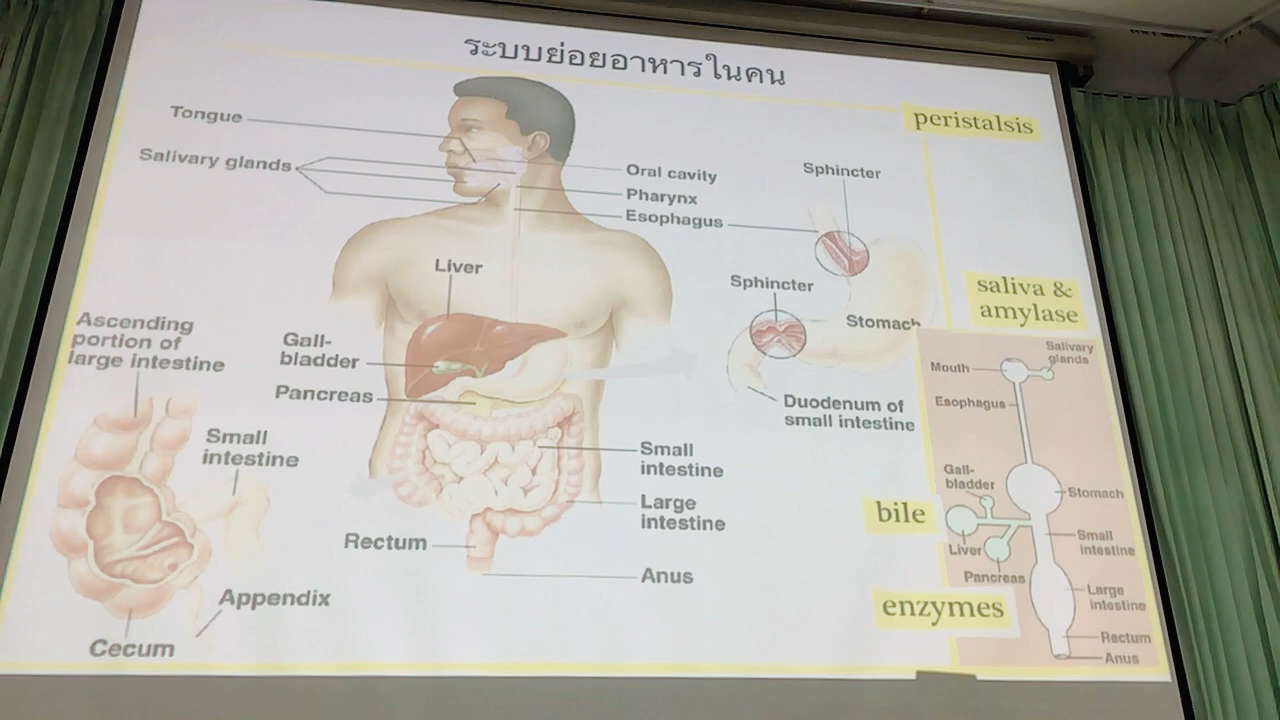 ระบบย่อยอาหารในคน
peristalsis
Tongue
Salivary glands
Oral cavity
Pharynx
Esophagus
Sphincter
Liver
Sphincter
Stomach
saliva &
amylase
Ascending
portion of
large intestine
Gall-
bladder
Pancreas
Duodenum of
small intestine
Small
intestine
Small
intestine
Large
intestine
Rectum
Anus
Appendix
Cecum
bile
enzymes
Salivary
glands
Mouth
Esophagus
Gall-
bladder
Stomach
Liver
Small
intestine
Pancreas
Large
intestine
Rectum
Anus